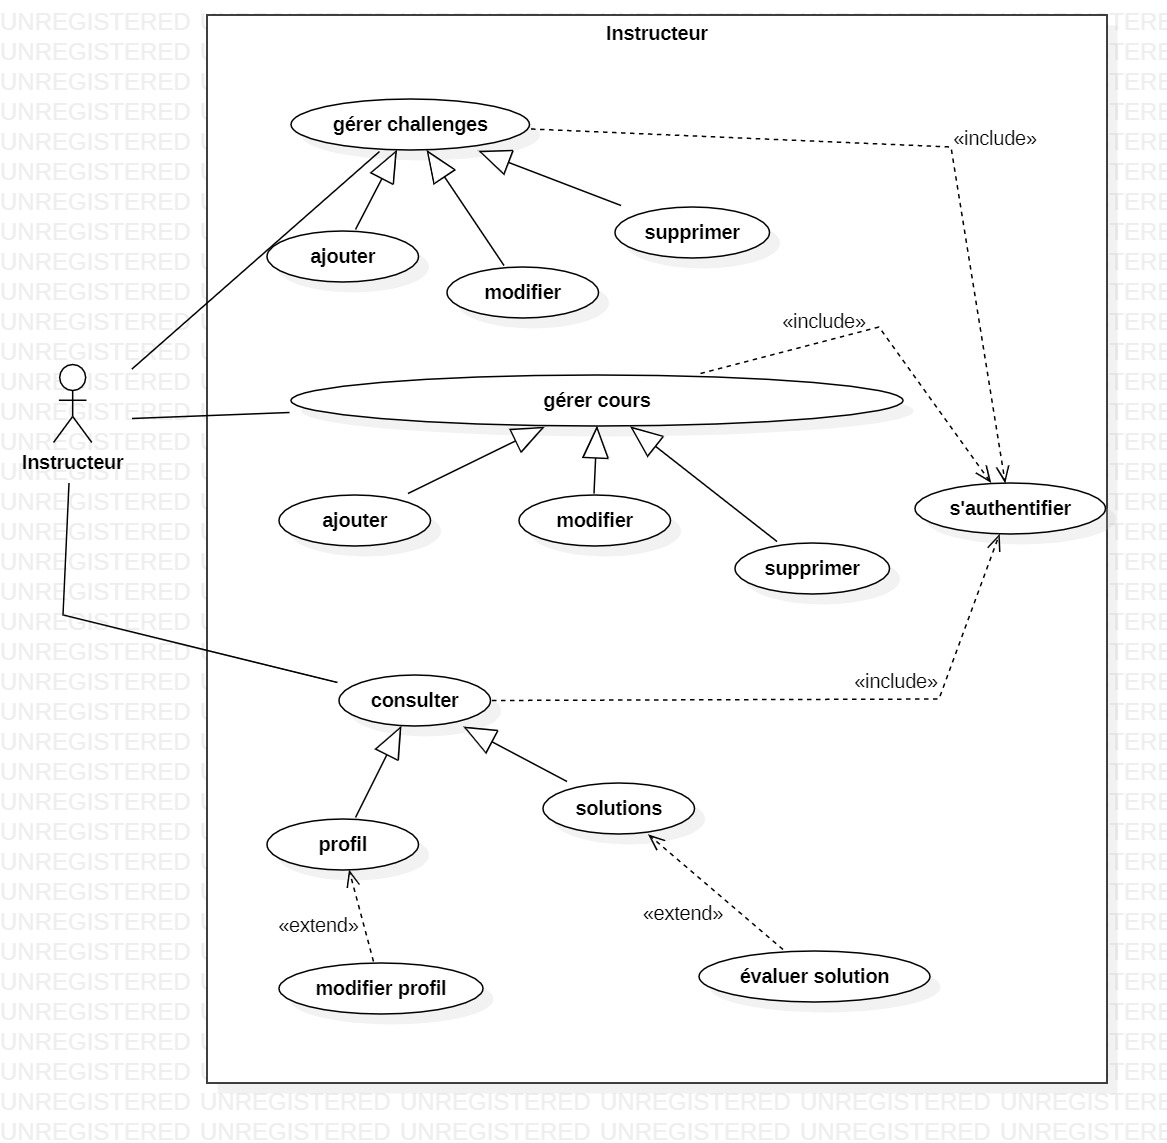 Instructeur
gérer challenges
«include»
ajouter
modifier
supprimer
«include»
gérer cours
Instructeur
ajouter
modifier
supprimer
s'authentifier
consulter
«include»
profil
solutions
«extend»
«extend»
modifier profil
évaluer solution
UNREGISTERED UNREGISTERED UNREGISTERED UNREGISTERED UNREGISTERED UNREGISTERED